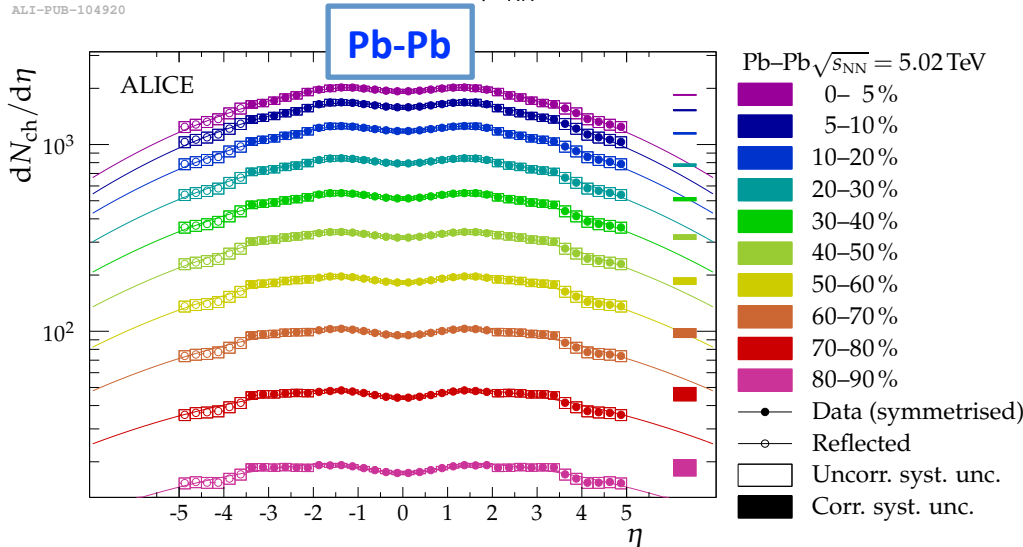 ALI-PUB-104920
Pb-Pb
ALICE
Pb–Pb √sNN = 5.02 TeV
0– 5 %
5–10 %
10–20 %
20–30 %
30–40 %
40–50 %
50–60 %
60–70 %
70–80 %
80–90 %
Data (symmetrised)
Reflected
Uncorr. syst. unc.
Corr. syst. unc.
dNch/dη
10³
10²
-5 -4 -3 -2 -1 0 1 2 3 4 5
η